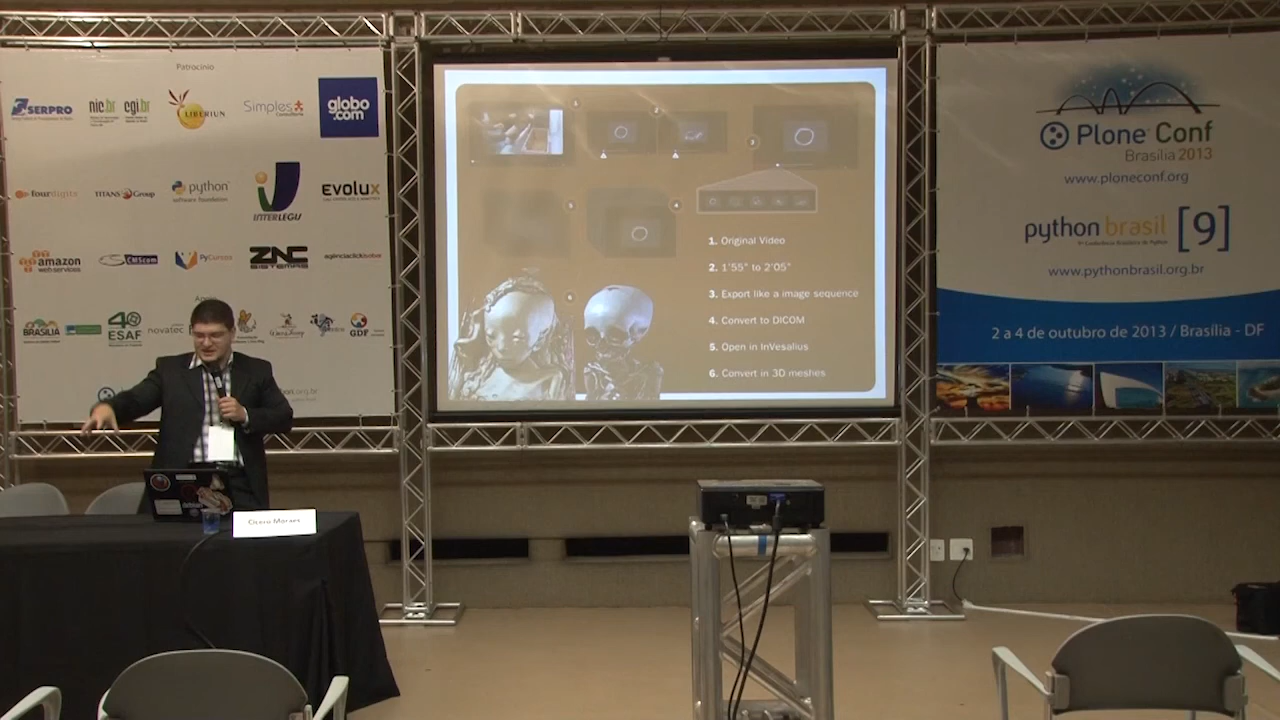 Patrocínio
SERPRO
nic.br cgi.br
LIBERIUN
Simples
Consultoria
globo
.com
fourdigits
TITANS Group
python
software foundation
INTERLEGIS
evolux
amazon
web services
PyCursos
ZNC
SISTEMAS
BRASÍLIA
ESAF
novatec
GDF
Cicero Moraes
1. Original Video
2. 1'55" to 2'05"
3. Export like a image sequence
4. Convert to DICOM
5. Open in InVesalius
6. Convert in 3D meshes
Plone Conf
Brasília 2013
www.ploneconf.org
python brasil [9]
www.pythonbrasil.org.br
2 a 4 de outubro de 2013 / Brasília - DF